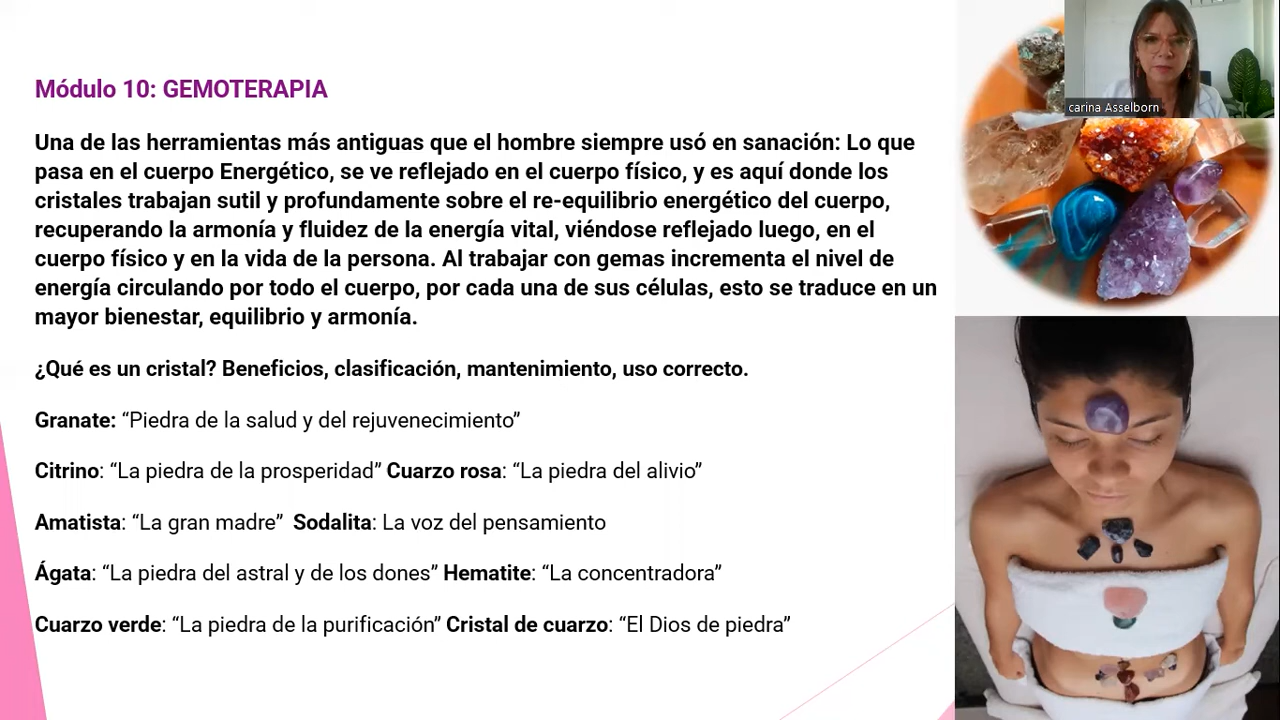 Módulo 10: GEMOTERAPIA
Una de las herramientas más antiguas que el hombre siempre usó en sanación: Lo que
pasa en el cuerpo Energético, se ve reflejado en el cuerpo físico, y es aquí donde los
cristales trabajan sutil y profundamente sobre el re-equilibrio energético del cuerpo,
recuperando la armonía y fluidez de la energía vital, viéndose reflejado luego, en el
cuerpo físico y en la vida de la persona. Al trabajar con gemas incrementa el nivel de
energía circulando por todo el cuerpo, por cada una de sus células, esto se traduce en un
mayor bienestar, equilibrio y armonía.
¿Qué es un cristal? Beneficios, clasificación, mantenimiento, uso correcto.
Granate: “Piedra de la salud y del rejuvenecimiento”
Citrino: “La piedra de la prosperidad” Cuarzo rosa: “La piedra del alivio”
Amatista: “La gran madre”  Sodalita: La voz del pensamiento
Ágata: “La piedra del astral y de los dones” Hematite: “La concentradora”
Cuarzo verde: “La piedra de la purificación” Cristal de cuarzo: “El Dios de piedra”
carina Asselborn